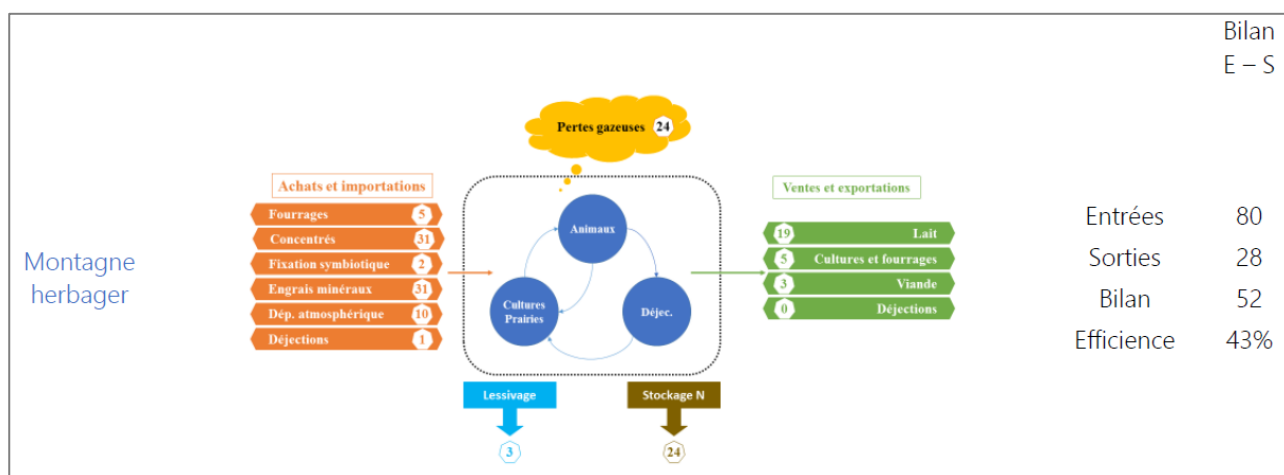 Bilan
E – S
Pertes gazeuses 24
Achats et importations
Fourrages 5
Concentrés 31
Fixation symbiotique 2
Engrais minéraux 31
Dép. atmosphérique 10
Déjections 1
Montagne
herbager
Animaux
Cultures
Prairies
Déjec.
Ventes et exportations
19 Lait
5 Cultures et fourrages
3 Viande
0 Déjections
Entrées 80
Sorties 28
Bilan 52
Efficience 43%
Lessivage
3
Stockage N
24